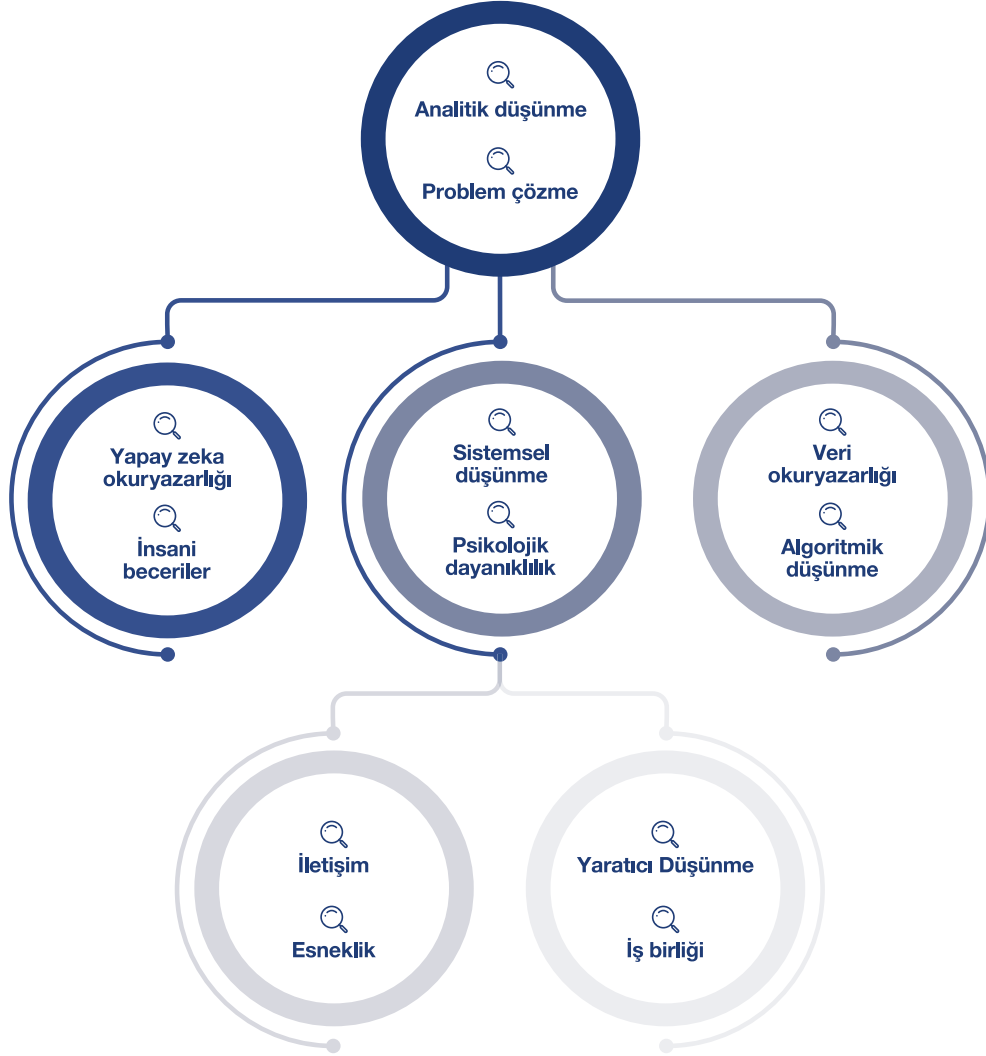 Analitik düşünme
Problem çözme
Yapay zeka
okuryazarlığı
İnsani
beceriler
Sistemsel
düşünme
Psikolojik
dayanıklılık
Veri
okuryazarlığı
Algoritmik
düşünme
İletişim
Esneklik
Yaratıcı Düşünme
İş birliği